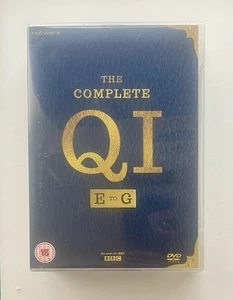 THE
COMPLETE
QI
E TO G
15
BBC
DVD